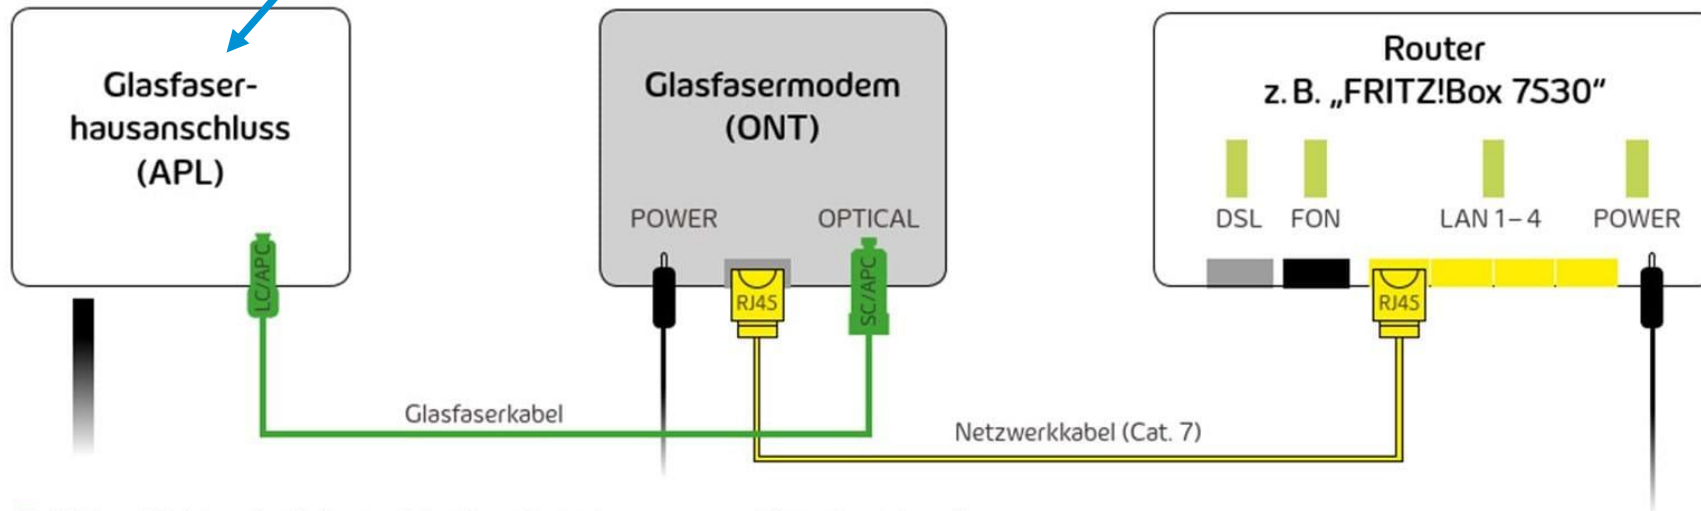 Glasfaser-
hausanschluss
(APL)
LC/APC
Glasfasermodem
(ONT)
POWER
OPTICAL
RJ45
SC/APC
Router
z. B. „FRITZ!Box 7530“
DSL
FON
LAN 1–4
POWER
RJ45
Glasfaserkabel
Netzwerkkabel (Cat. 7)